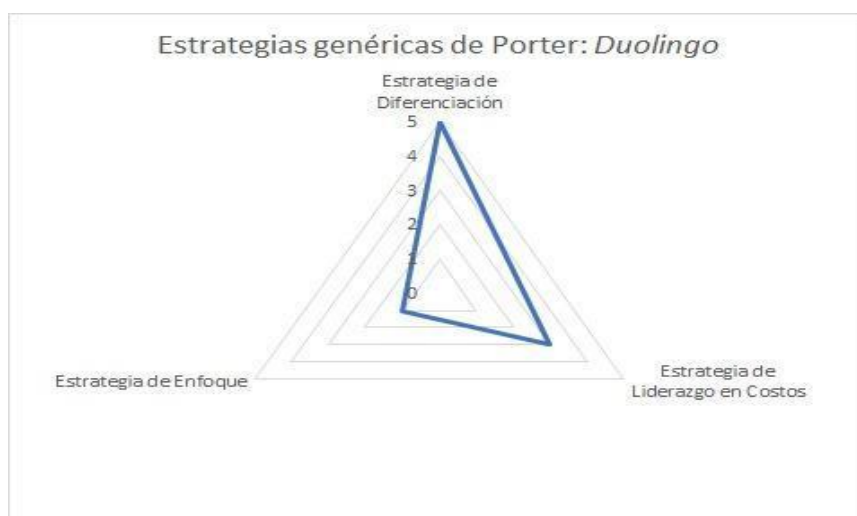 Estrategias genéricas de Porter: Duolingo
Estrategia de
Diferenciación
5
4
3
2
1
0
Estrategia de Enfoque
Estrategia de
Liderazgo en Costos